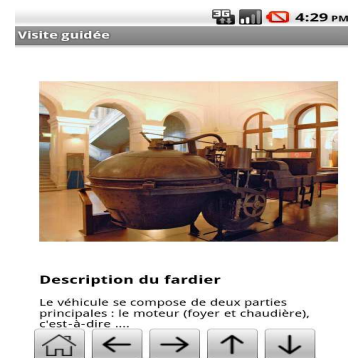 3G 4:29 PM
Visite guidée
Description du fardier
Le véhicule se compose de deux parties
principales : le moteur (foyer et chaudière),
c'est-à-dire ....